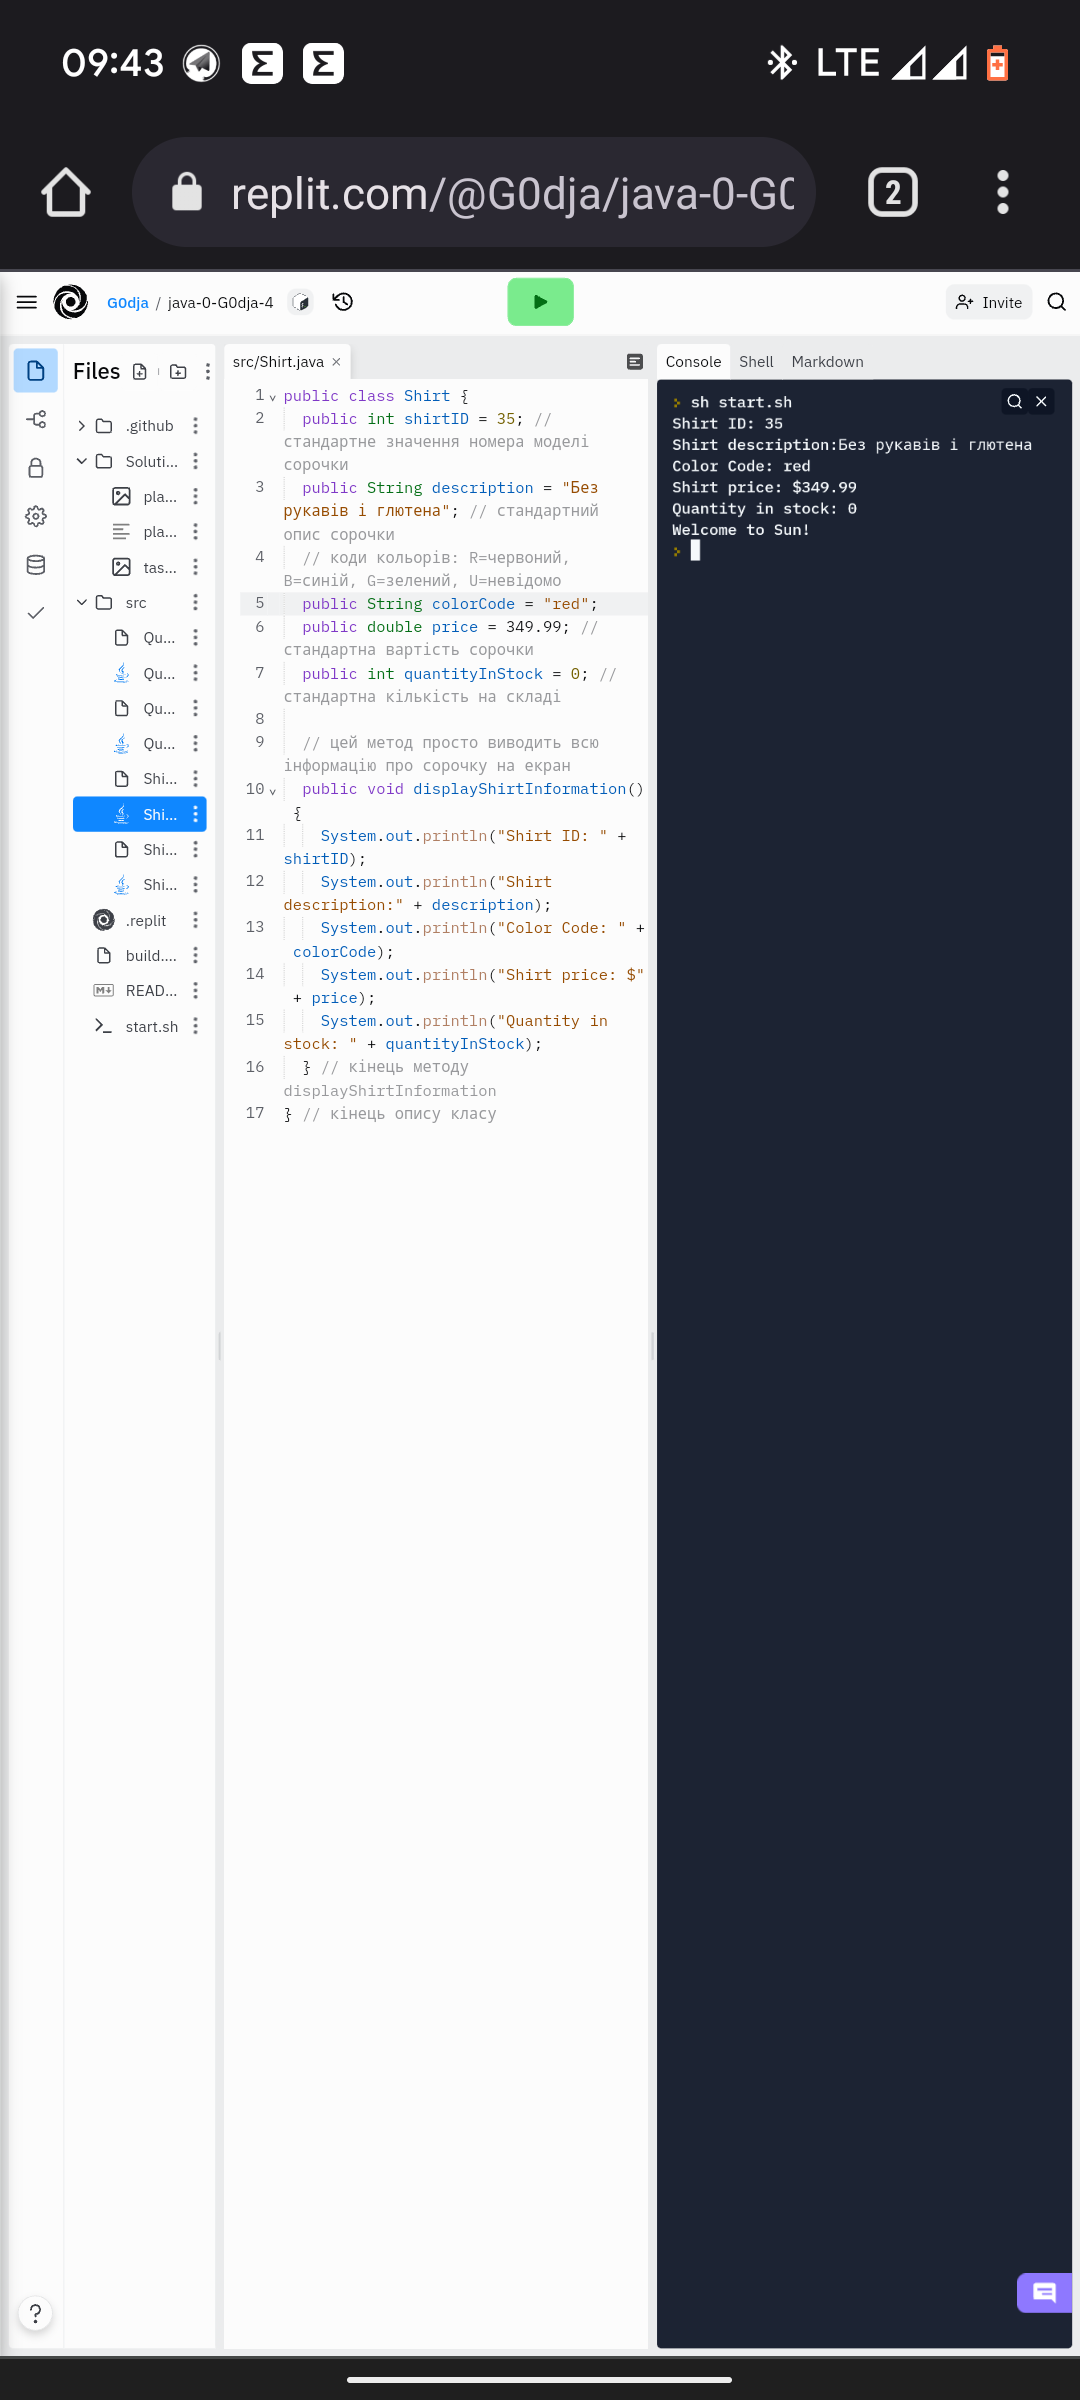 09:43
LTE
replit.com/@G0dja/java-0-G0
2
G0dja / java-0-G0dja-4
Invite
Files
.github
Soluti...
pla...
pla...
tas...
src
Qu...
Qu...
Qu...
Qu...
Shi...
Shi...
Shi...
Shi...
.replit
build....
READ...
start.sh
src/Shirt.java
1 public class Shirt {
2 public int shirtID = 35; //
стандартне значення номера моделі
сорочки
3 public String description = "Без
рукавів і глютена"; // стандартний
опис сорочки
4 // коди кольорів: R=червоний,
B=синій, G=зелений, U=невідомо
5 public String colorCode = "red";
6 public double price = 349.99; //
стандартна вартість сорочки
7 public int quantityInStock = 0; //
стандартна кількість на складі
8
9 // цей метод просто виводить всю
інформацію про сорочку на екран
10 public void displayShirtInformation()
{
11 System.out.println("Shirt ID: " +
shirtID);
12 System.out.println("Shirt
description:" + description);
13 System.out.println("Color Code: " +
colorCode);
14 System.out.println("Shirt price: $"
+ price);
15 System.out.println("Quantity in
stock: " + quantityInStock);
16 } // кінець методу
displayShirtInformation
17 } // кінець опису класу
Console Shell Markdown
sh start.sh
Shirt ID: 35
Shirt description:Без рукавів і глютена
Color Code: red
Shirt price: $349.99
Quantity in stock: 0
Welcome to Sun!
?